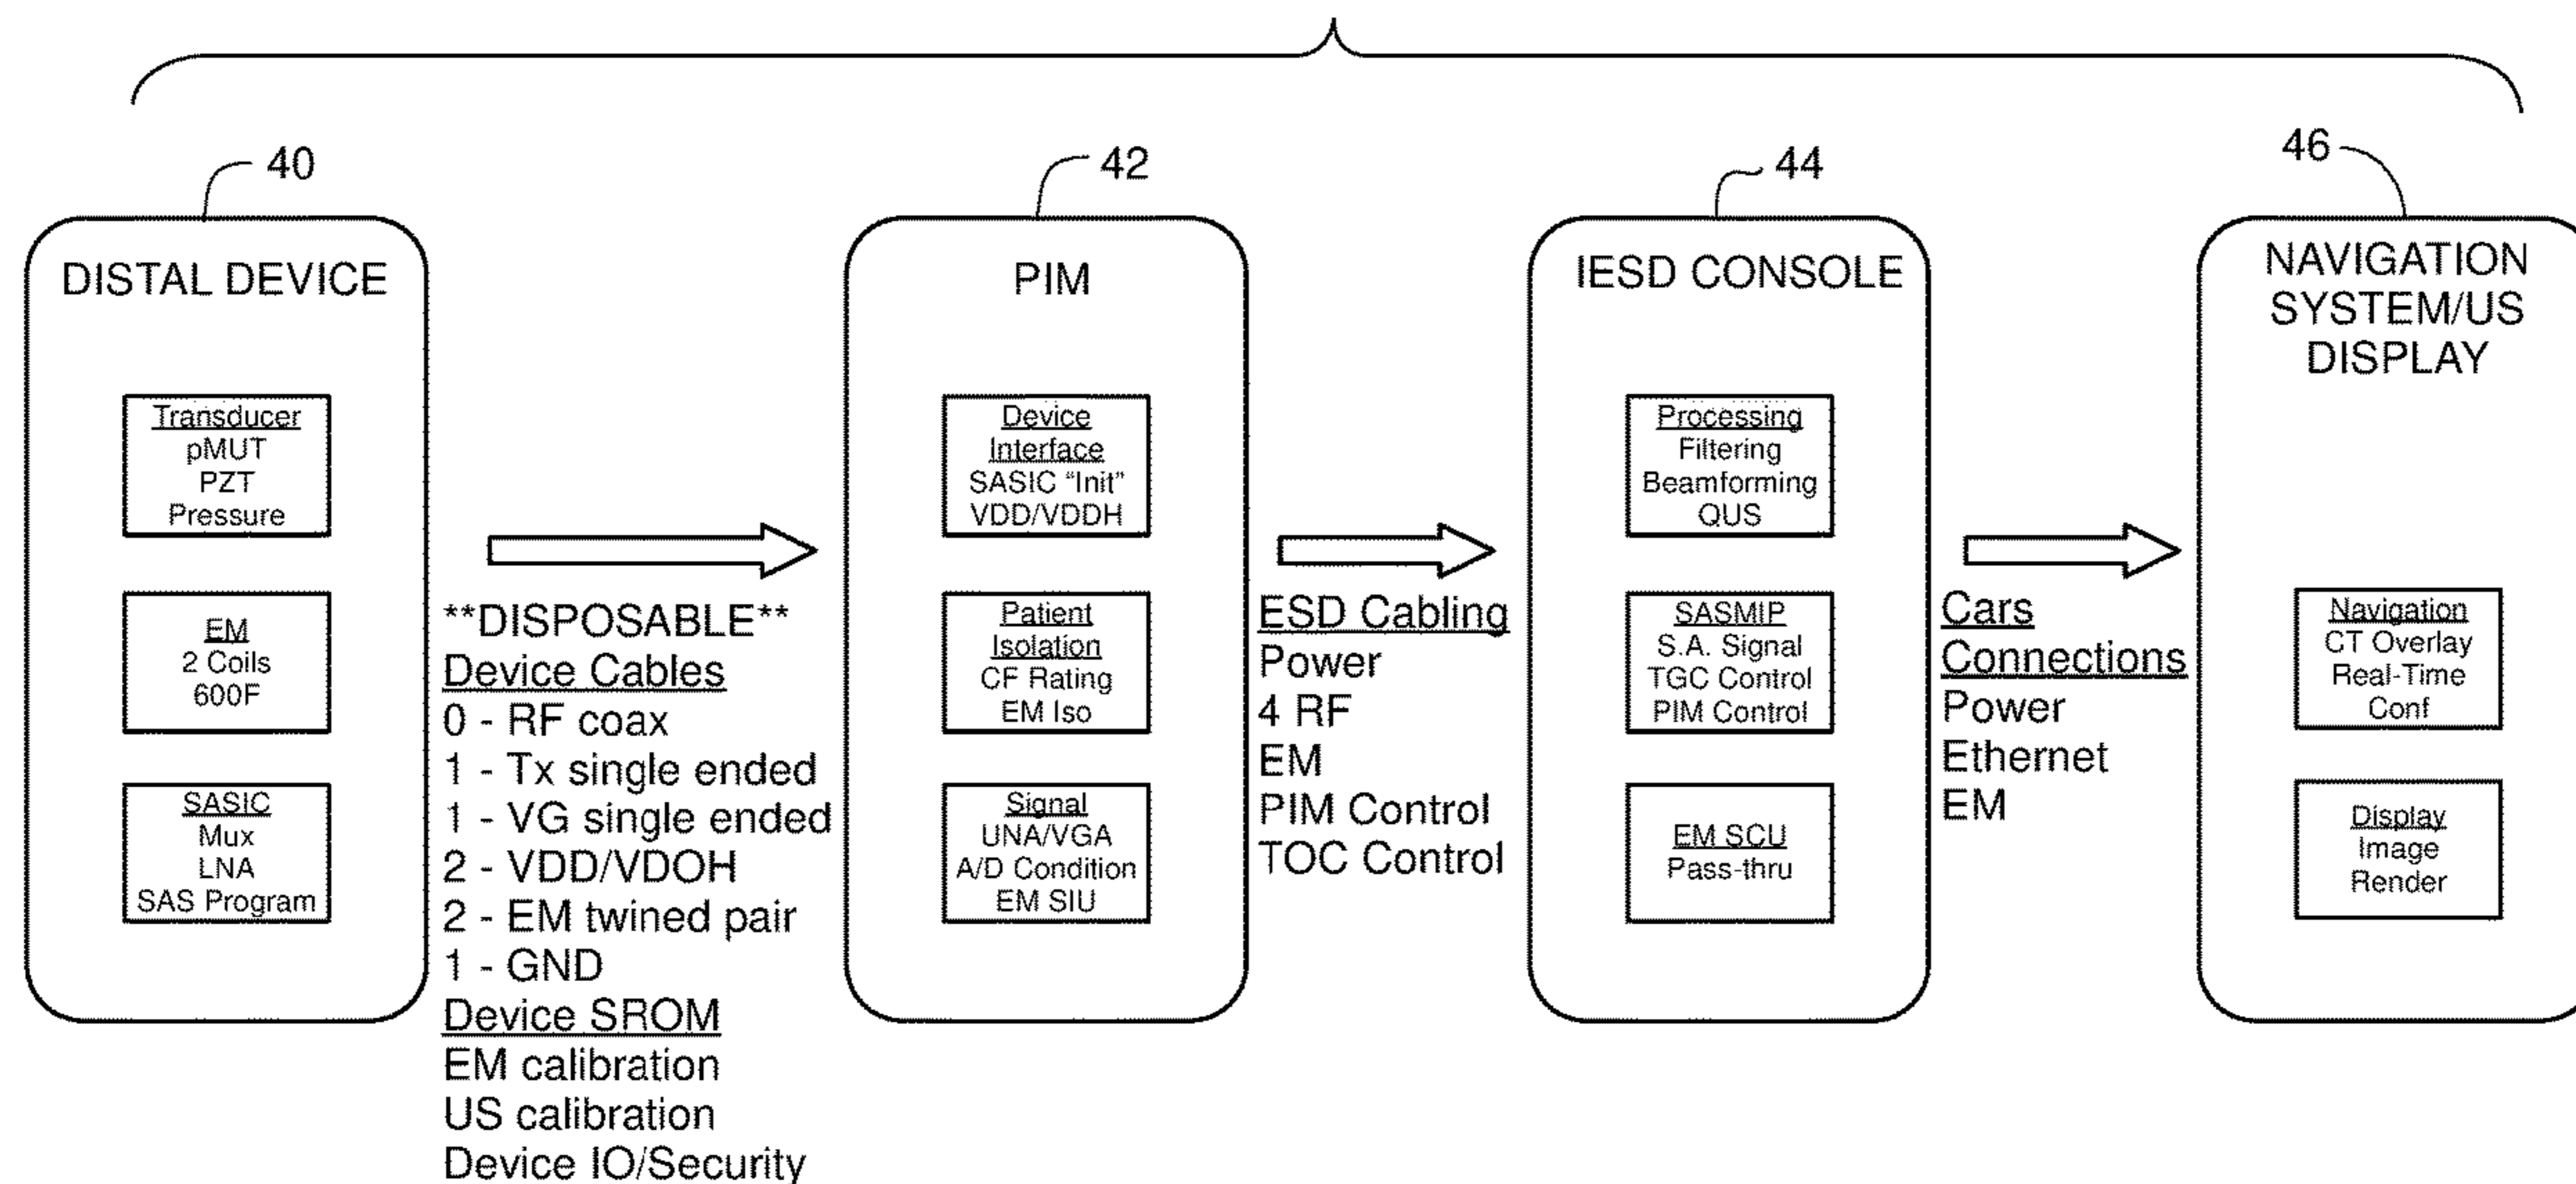 40
42
44
46
DISTAL DEVICE
Transducer
pMUT
PZT
Pressure
EM
2 Coils
600F
SASIC
Mux
LNA
SAS Program
**DISPOSABLE**
Device Cables
0 - RF coax
1 - Tx single ended
1 - VG single ended
2 - VDD/VDOH
2 - EM twined pair
1 - GND
Device SROM
EM calibration
US calibration
Device IO/Security
PIM
Device
Interface
SASIC “Init”
VDD/VDDH
Patient
Isolation
CF Rating
EM Iso
Signal
UNA/VGA
A/D Condition
EM SIU
ESD Cabling
Power
4 RF
EM
PIM Control
TOC Control
IESD CONSOLE
Processing
Filtering
Beamforming
QUS
SASMIP
S.A. Signal
TGC Control
PIM Control
EM SCU
Pass-thru
Cars
Connections
Power
Ethernet
EM
NAVIGATION
SYSTEM/US
DISPLAY
Navigation
CT Overlay
Real-Time
Conf
Display
Image
Render